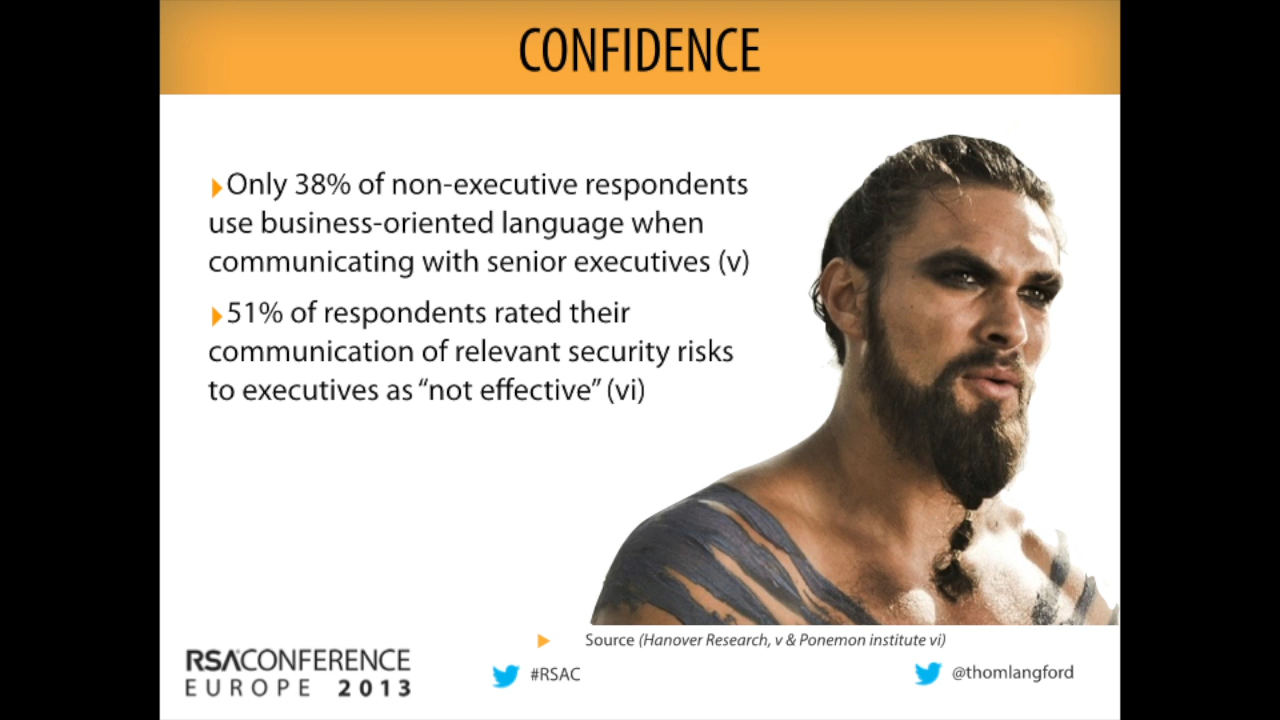 CONFIDENCE
Only 38% of non-executive respondents
use business-oriented language when
communicating with senior executives (v)
51% of respondents rated their
communication of relevant security risks
to executives as “not effective” (vi)
Source (Hanover Research, v & Ponemon institute vi)
RSACONFERENCE
EUROPE 2013
#RSAC
@thomlangford